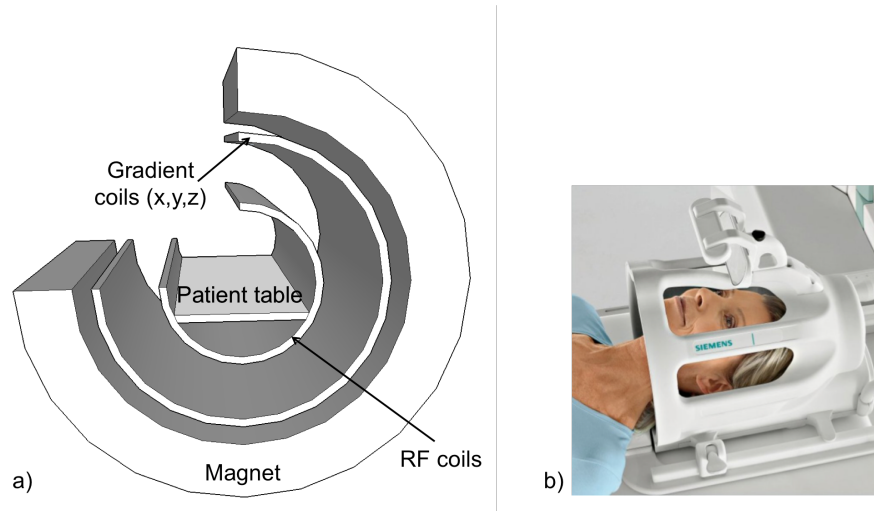 Gradient
coils (x,y,z)
Patient table
RF coils
Magnet
a)
SIEMENS
b)